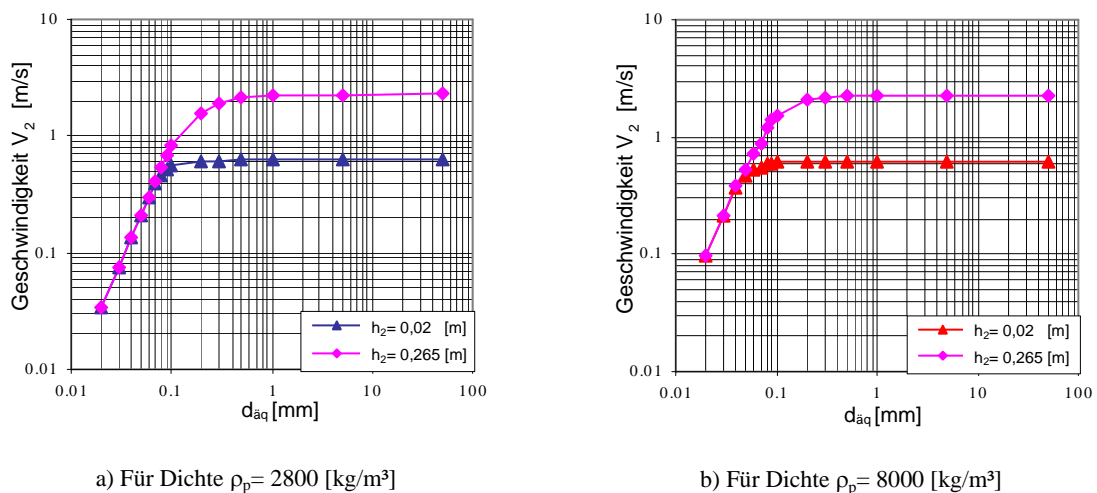 10
1
0.1
0.01
Geschwindigkeit V₂ [m/s]
h₂= 0,02 [m]
h₂= 0,265 [m]
0.01 0.1 1 10 100
däq [mm]
a) Für Dichte ρp= 2800 [kg/m³]
10
1
0.1
0.01
Geschwindigkeit V₂ [m/s]
h₂= 0,02 [m]
h₂= 0,265 [m]
0.01 0.1 1 10 100
däq [mm]
b) Für Dichte ρp= 8000 [kg/m³]